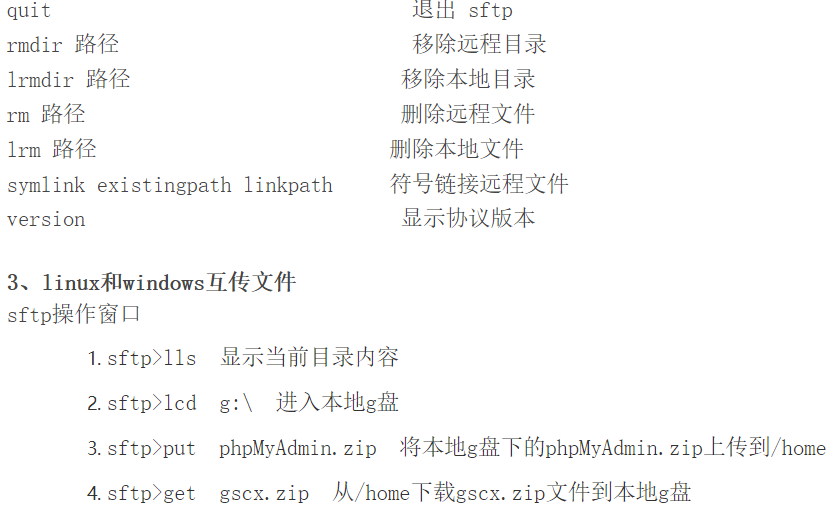 quit 退出 sftp
rmdir 路径 移除远程目录
lrmdir 路径 移除本地目录
rm 路径 删除远程文件
lrm 路径 删除本地文件
symlink existingpath linkpath 符号链接远程文件
version 显示协议版本
3、linux和windows互传文件
sftp操作窗口
1. sftp>lls 显示当前目录内容
2. sftp>lcd g:\ 进入本地g盘
3. sftp>put phpMyAdmin.zip 将本地g盘下的phpMyAdmin.zip上传到/home
4. sftp>get gscx.zip 从/home下载gscx.zip文件到本地g盘